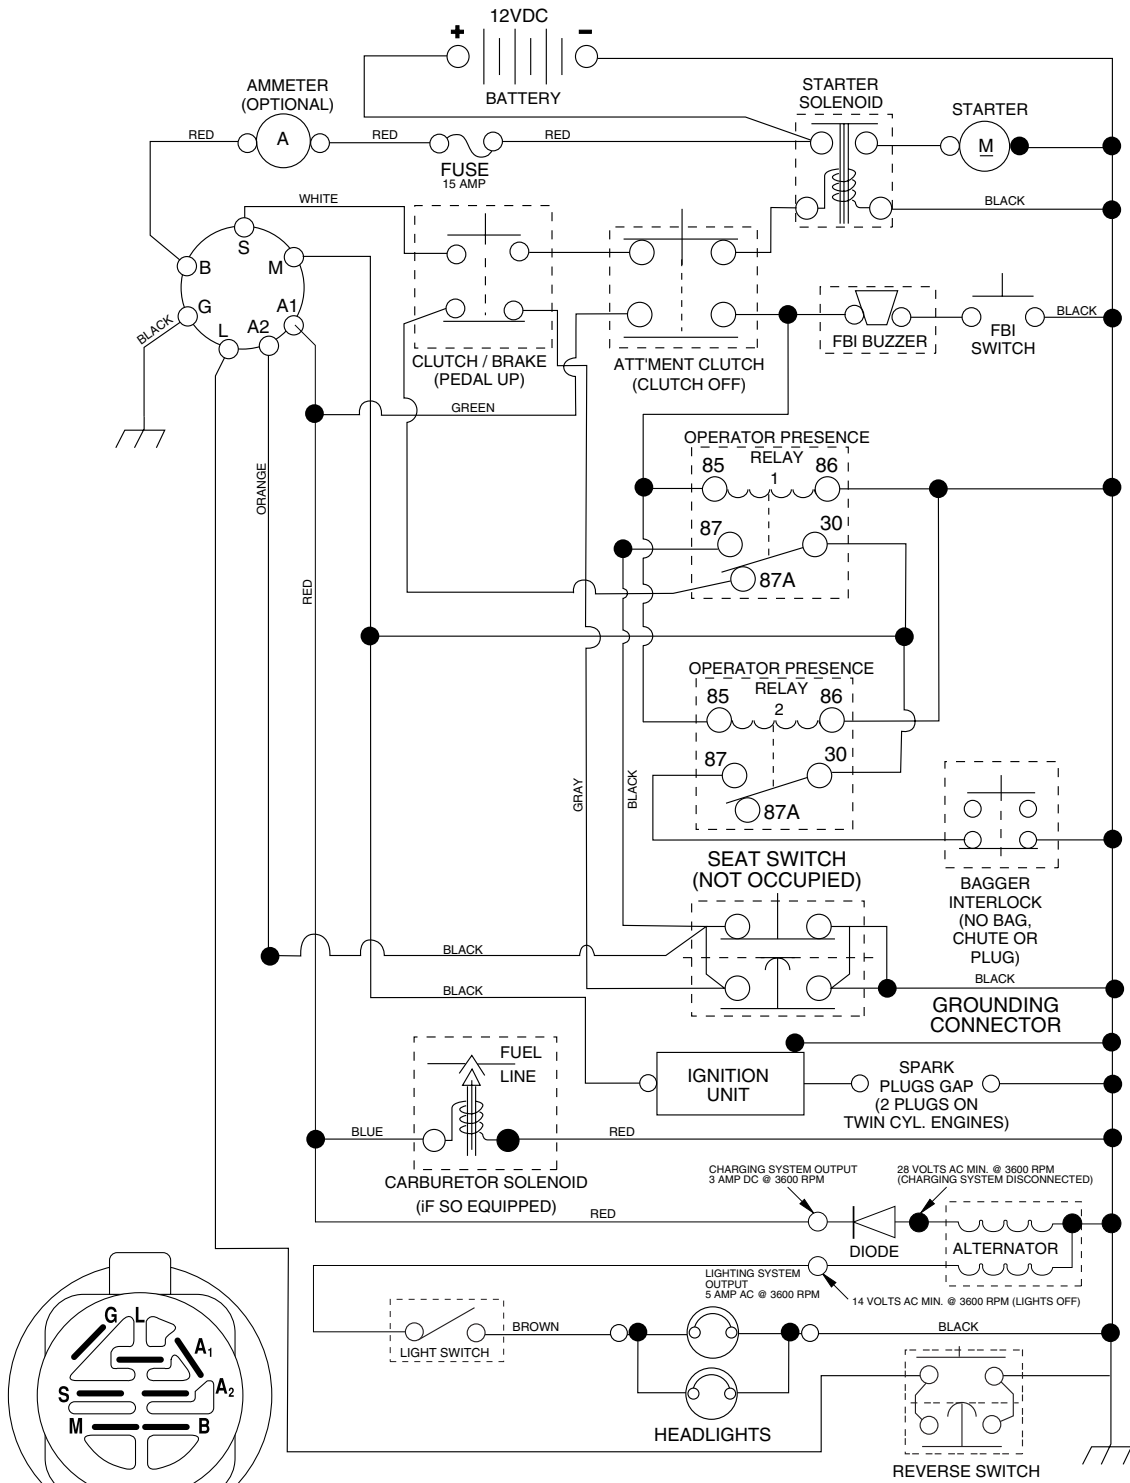 12VDC
+
-
BATTERY
AMMETER
(OPTIONAL)
STARTER
SOLENOID
STARTER
RED
A
RED
RED
M
FUSE
15 AMP
WHITE
BLACK
S
B
M
G
A1
L
A2
BLACK
CLUTCH / BRAKE
(PEDAL UP)
ATT'MENT CLUTCH
(CLUTCH OFF)
FBI BUZZER
FBI
SWITCH
BLACK
GREEN
OPERATOR PRESENCE
RELAY
1
85
86
87
30
87A
ORANGE
RED
OPERATOR PRESENCE
RELAY
2
85
86
87
30
87A
GRAY
BLACK
SEAT SWITCH
(NOT OCCUPIED)
BAGGER
INTERLOCK
(NO BAG,
CHUTE OR
PLUG)
BLACK
BLACK
BLACK
GROUNDING
CONNECTOR
FUEL
LINE
IGNITION
UNIT
SPARK
PLUGS GAP
(2 PLUGS ON
TWIN CYL. ENGINES)
BLUE
RED
CARBURETOR SOLENOID
(iF SO EQUIPPED)
CHARGING SYSTEM OUTPUT
3 AMP DC @ 3600 RPM
28 VOLTS AC MIN. @ 3600 RPM
(CHARGING SYSTEM DISCONNECTED)
RED
DIODE
ALTERNATOR
LIGHTING SYSTEM
OUTPUT
5 AMP AC @ 3600 RPM
14 VOLTS AC MIN. @ 3600 RPM (LIGHTS OFF)
BROWN
BLACK
LIGHT SWITCH
HEADLIGHTS
REVERSE SWITCH
G
L
A1
A2
S
M
B